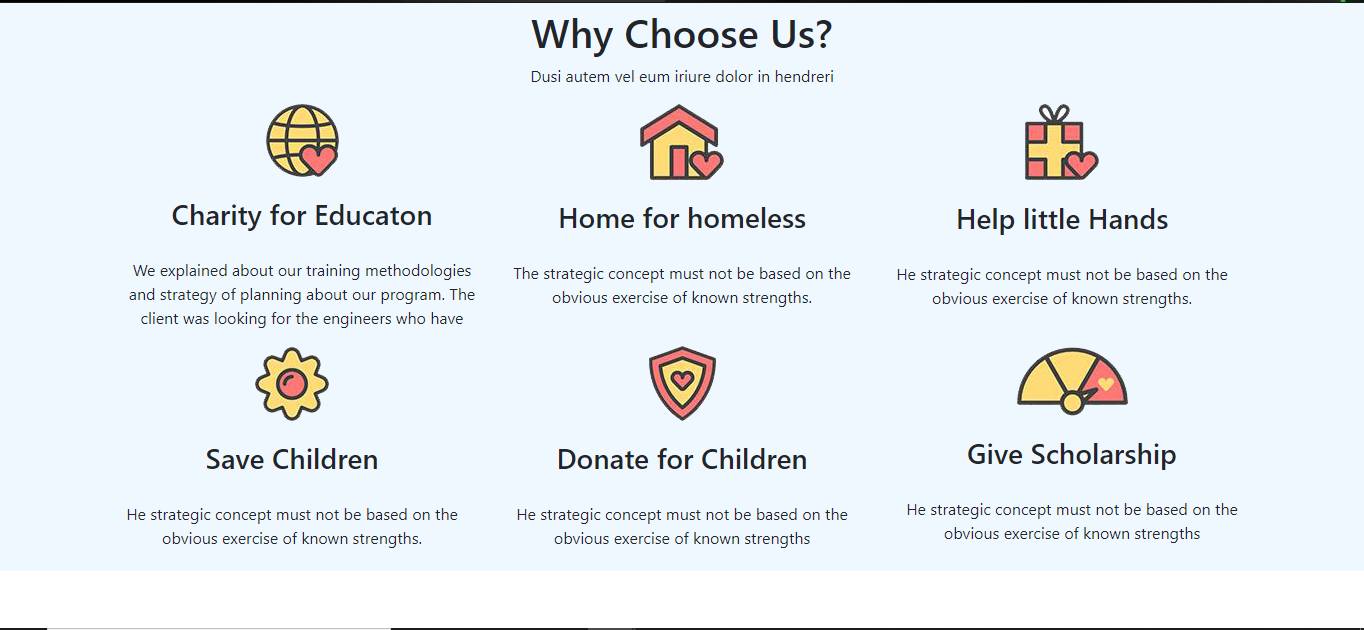 Why Choose Us?
Dusi autem vel eum iriure dolor in hendreri
Charity for Educaton
We explained about our training methodologies
and strategy of planning about our program. The
client was looking for the engineers who have
Home for homeless
The strategic concept must not be based on the
obvious exercise of known strengths.
Help little Hands
He strategic concept must not be based on the
obvious exercise of known strengths.
Save Children
He strategic concept must not be based on the
obvious exercise of known strengths.
Donate for Children
He strategic concept must not be based on the
obvious exercise of known strengths
Give Scholarship
He strategic concept must not be based on the
obvious exercise of known strengths